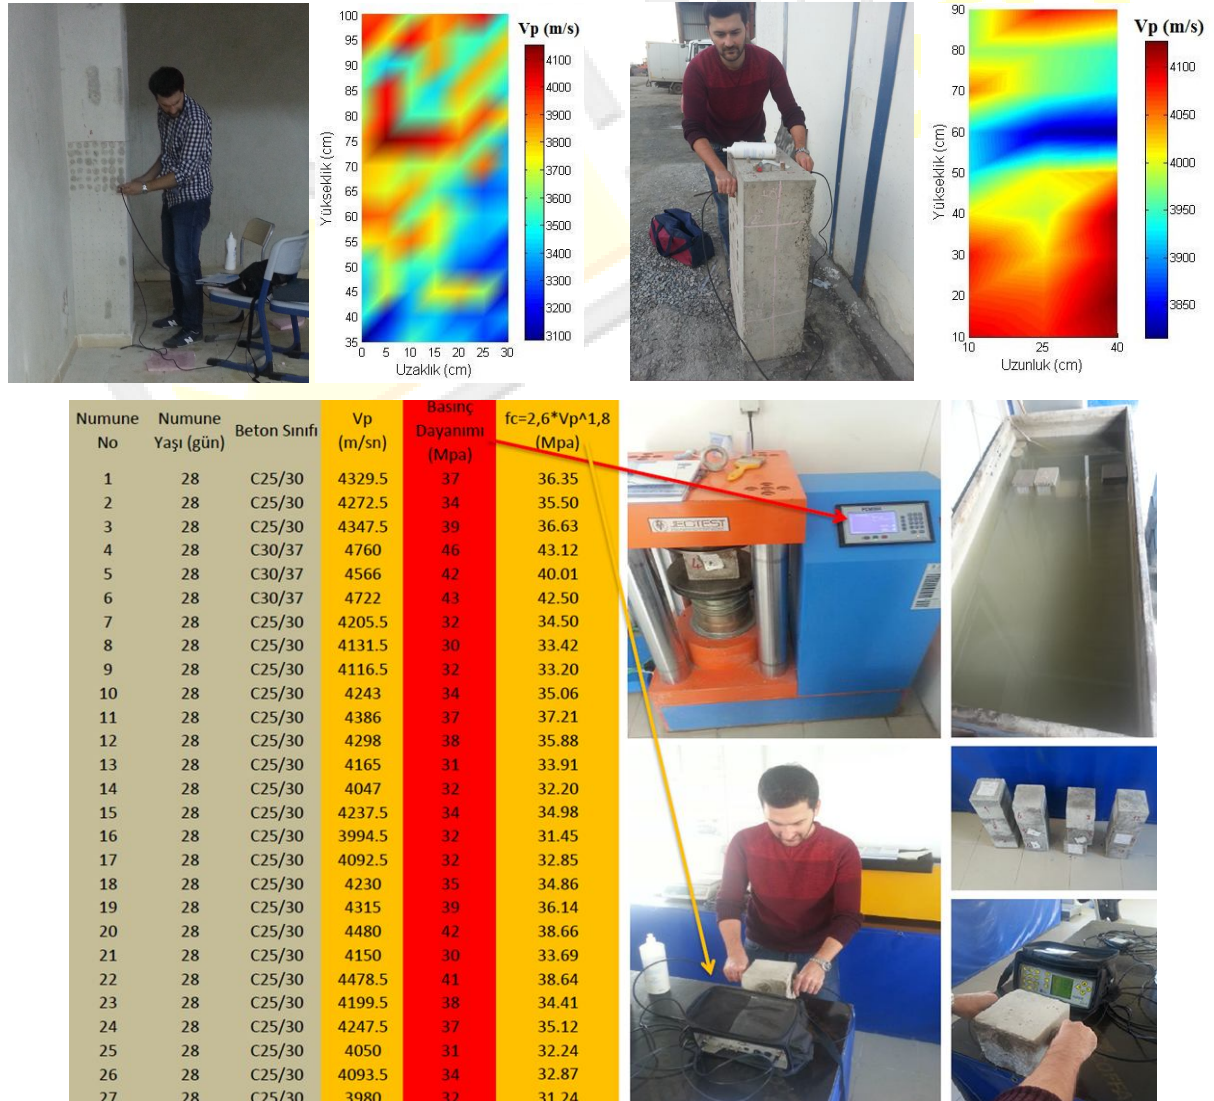 100
95
90
85
80
75
70
65
60
55
50
45
40
35
Yükseklik (cm)
0 5 10 15 20 25 30
Uzaklık (cm)
Vp (m/s)
4100
4000
3900
3800
3700
3600
3500
3400
3300
3200
3100
90
80
70
60
50
40
30
20
10
Yükseklik (cm)
10 25 40
Uzunluk (cm)
Vp (m/s)
4100
4050
4000
3950
3900
3850
Numune No Numune Yaşı (gün) Beton Sınıfı Vp (m/sn) Basınç Dayanımı (Mpa) fc=2,6*Vp^1,8 (Mpa)
1 28 C25/30 4329.5 37 36.35
2 28 C25/30 4272.5 34 35.50
3 28 C25/30 4347.5 39 36.63
4 28 C30/37 4760 46 43.12
5 28 C30/37 4566 42 40.01
6 28 C30/37 4722 43 42.50
7 28 C25/30 4205.5 32 34.50
8 28 C25/30 4131.5 30 33.42
9 28 C25/30 4116.5 32 33.20
10 28 C25/30 4243 34 35.06
11 28 C25/30 4386 37 37.21
12 28 C25/30 4298 38 35.88
13 28 C25/30 4165 31 33.91
14 28 C25/30 4047 32 32.20
15 28 C25/30 4237.5 34 34.98
16 28 C25/30 3994.5 32 31.45
17 28 C25/30 4092.5 32 32.85
18 28 C25/30 4230 35 34.86
19 28 C25/30 4315 39 36.14
20 28 C25/30 4480 42 38.66
21 28 C25/30 4150 30 33.69
22 28 C25/30 4478.5 41 38.64
23 28 C25/30 4199.5 38 34.41
24 28 C25/30 4247.5 37 35.12
25 28 C25/30 4050 31 32.24
26 28 C25/30 4093.5 34 32.87
27 28 C25/30 3980 32 31.24